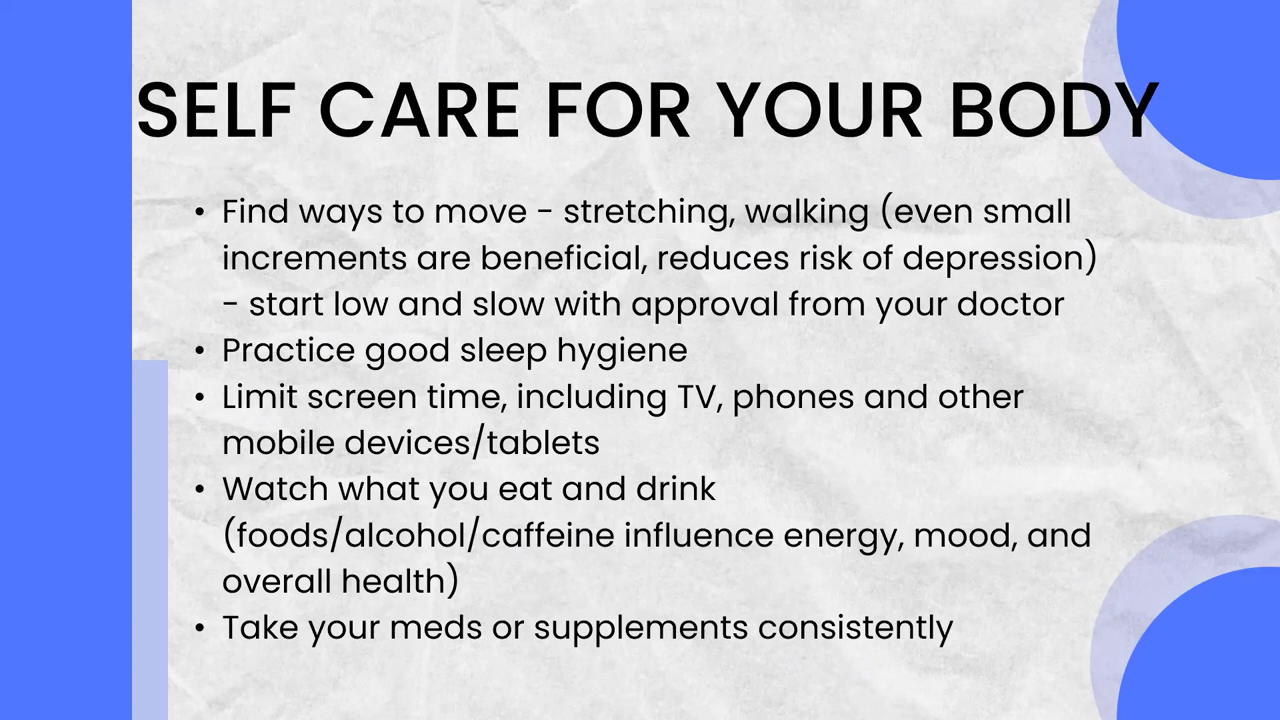 SELF CARE FOR YOUR BODY
• Find ways to move - stretching, walking (even small
increments are beneficial, reduces risk of depression)
- start low and slow with approval from your doctor
• Practice good sleep hygiene
• Limit screen time, including TV, phones and other
mobile devices/tablets
• Watch what you eat and drink
(foods/alcohol/caffeine influence energy, mood, and
overall health)
• Take your meds or supplements consistently